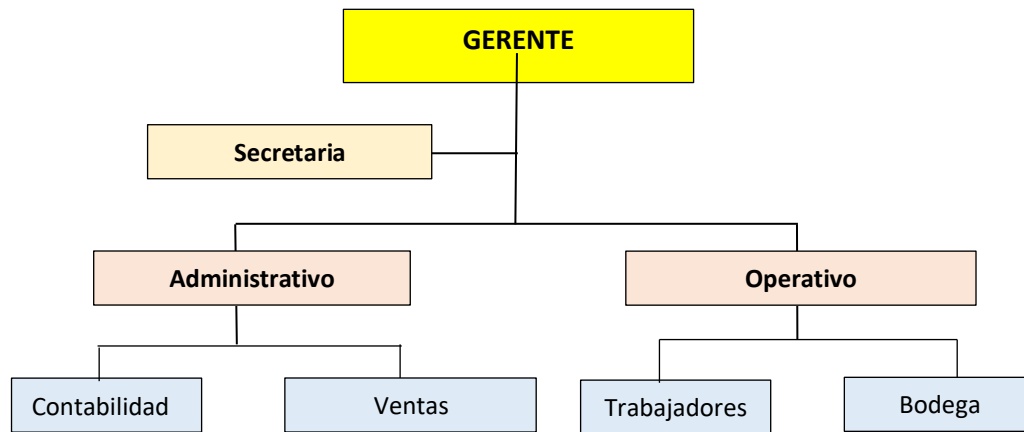 GERENTE
Secretaria
Administrativo
Operativo
Contabilidad
Ventas
Trabajadores
Bodega